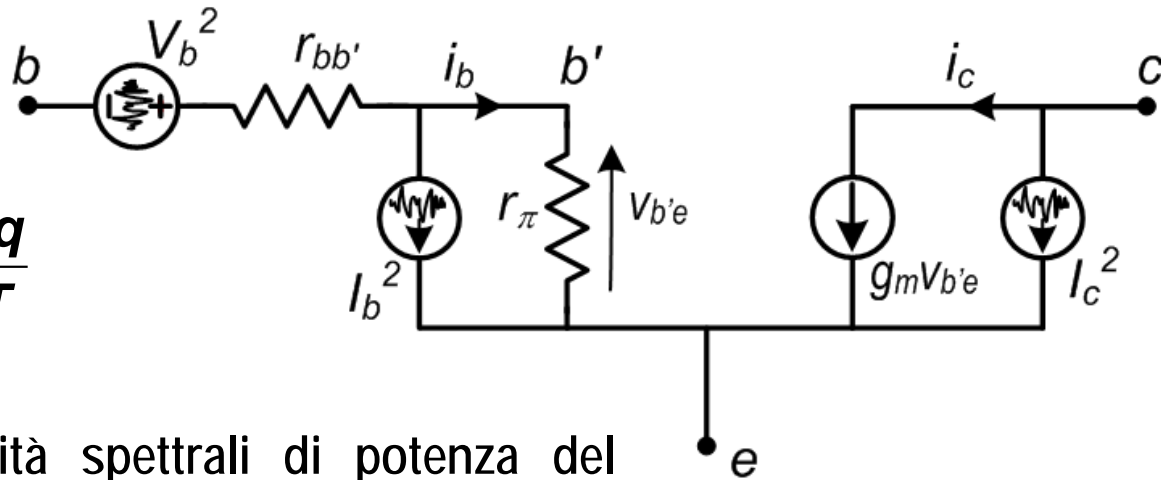 V_b^2
r_bb'
b
i_b
b'
i_c
c
r_π
v_b'e
q
I_b^2
g_m v_b'e
I_c^2
ità spettrali di potenza del
e